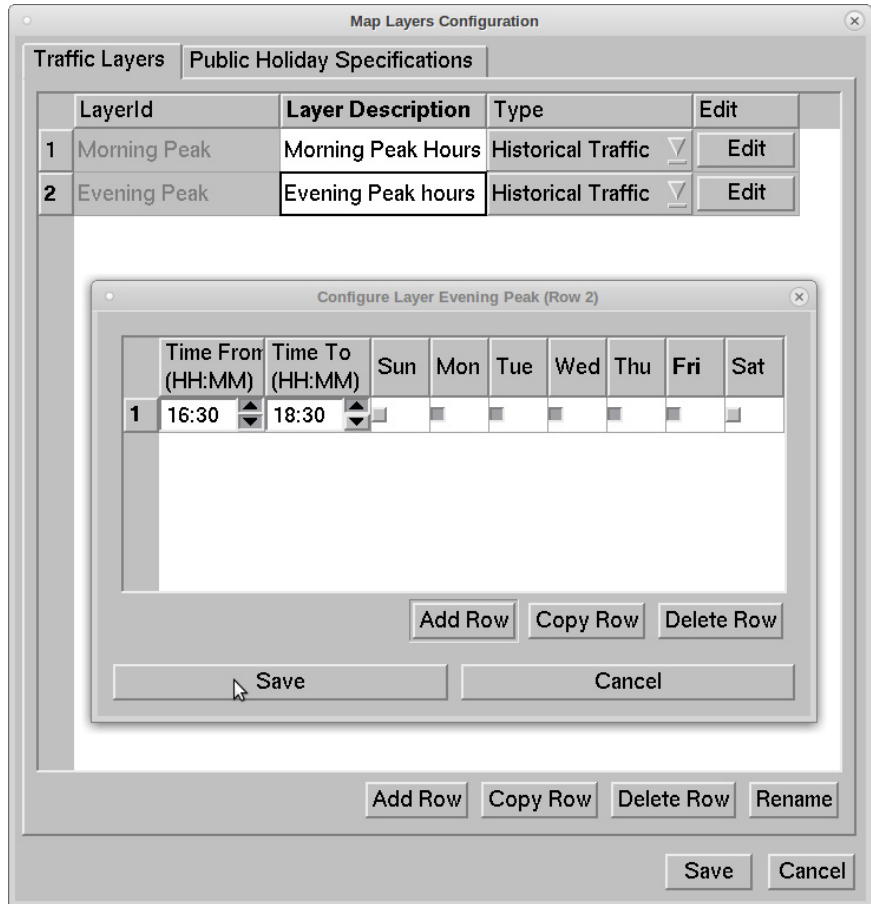 Map Layers Configuration
Traffic Layers Public Holiday Specifications
LayerId Layer Description Type Edit
1 Morning Peak Morning Peak Hours Historical Traffic Edit
2 Evening Peak Evening Peak hours Historical Traffic Edit
Configure Layer Evening Peak (Row 2)
Time From Time To
(HH:MM) (HH:MM) Sun Mon Tue Wed Thu Fri Sat
1 16:30 18:30
Add Row Copy Row Delete Row
Save Cancel
Add Row Copy Row Delete Row Rename
Save Cancel